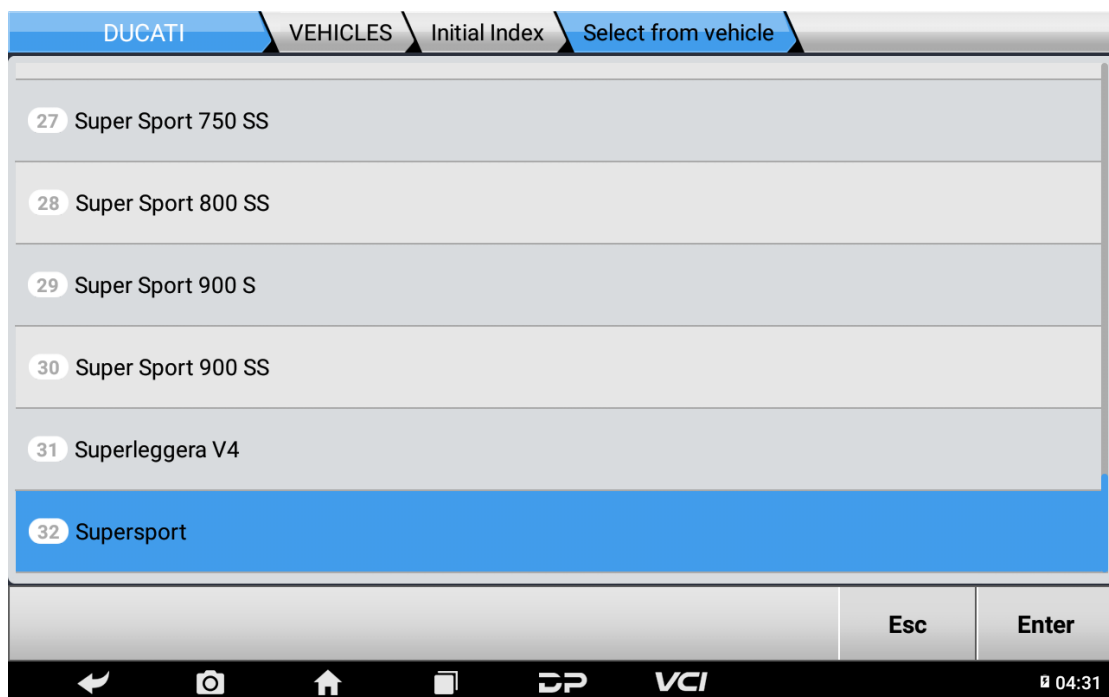 DUCATI VEHICLES Initial Index Select from vehicle
27 Super Sport 750 SS
28 Super Sport 800 SS
29 Super Sport 900 S
30 Super Sport 900 SS
31 Superleggera V4
32 Supersport
Esc Enter
DP VCI 04:31